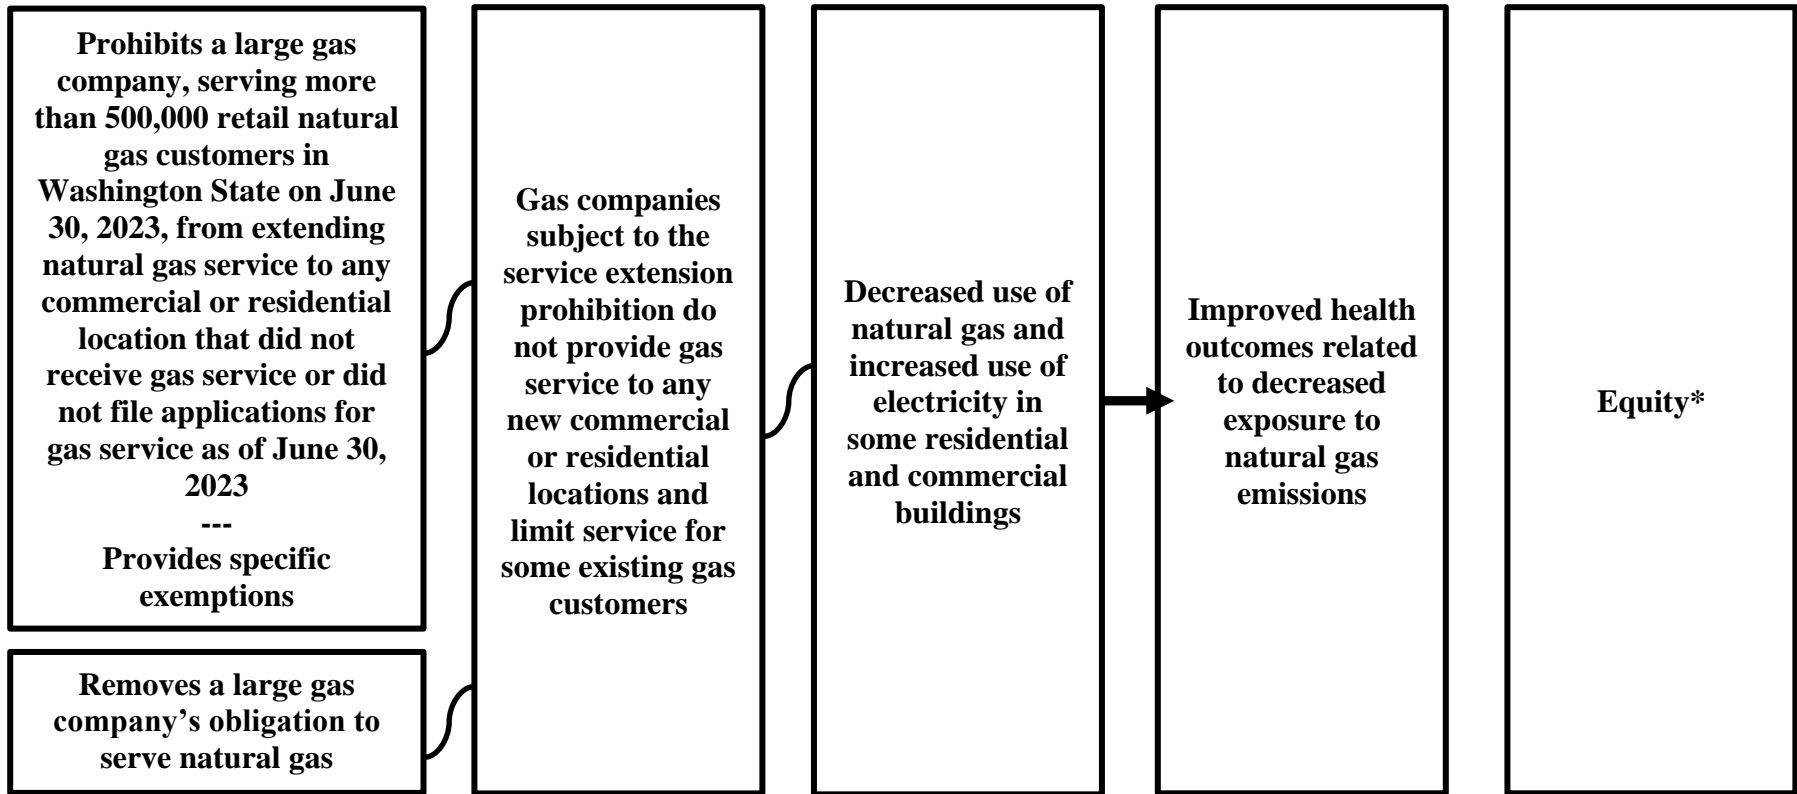 Prohibits a large gas
company, serving more
than 500,000 retail natural
gas customers in
Washington State on June
30, 2023, from extending
natural gas service to any
commercial or residential
location that did not
receive gas service or did
not file applications for
gas service as of June 30,
2023
---
Provides specific
exemptions
Removes a large gas
company’s obligation to
serve natural gas
Gas companies
subject to the
service extension
prohibition do
not provide gas
service to any
new commercial
or residential
locations and
limit service for
some existing gas
customers
Decreased use of
natural gas and
increased use of
electricity in
some residential
and commercial
buildings
Improved health
outcomes related
to decreased
exposure to
natural gas
emissions
Equity*